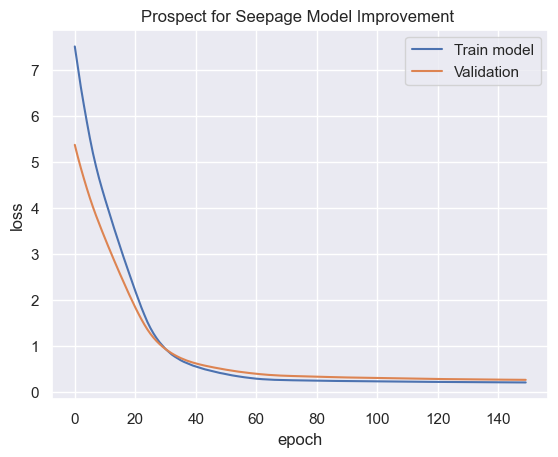 Prospect for Seepage Model Improvement
Train model
Validation
7
6
5
4
3
2
1
0
loss
0 20 40 60 80 100 120 140
epoch